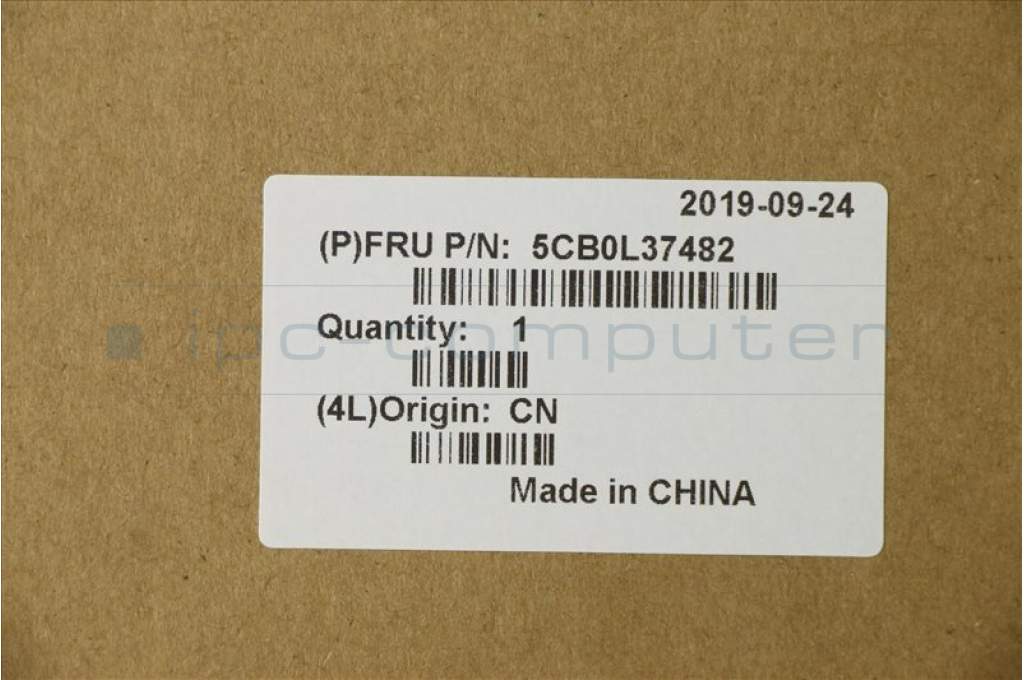 2019-09-24
(P)FRU P/N: 5CB0L37482
Quantity: 1
ipc-computer
(4L)Origin: CN
Made in CHINA